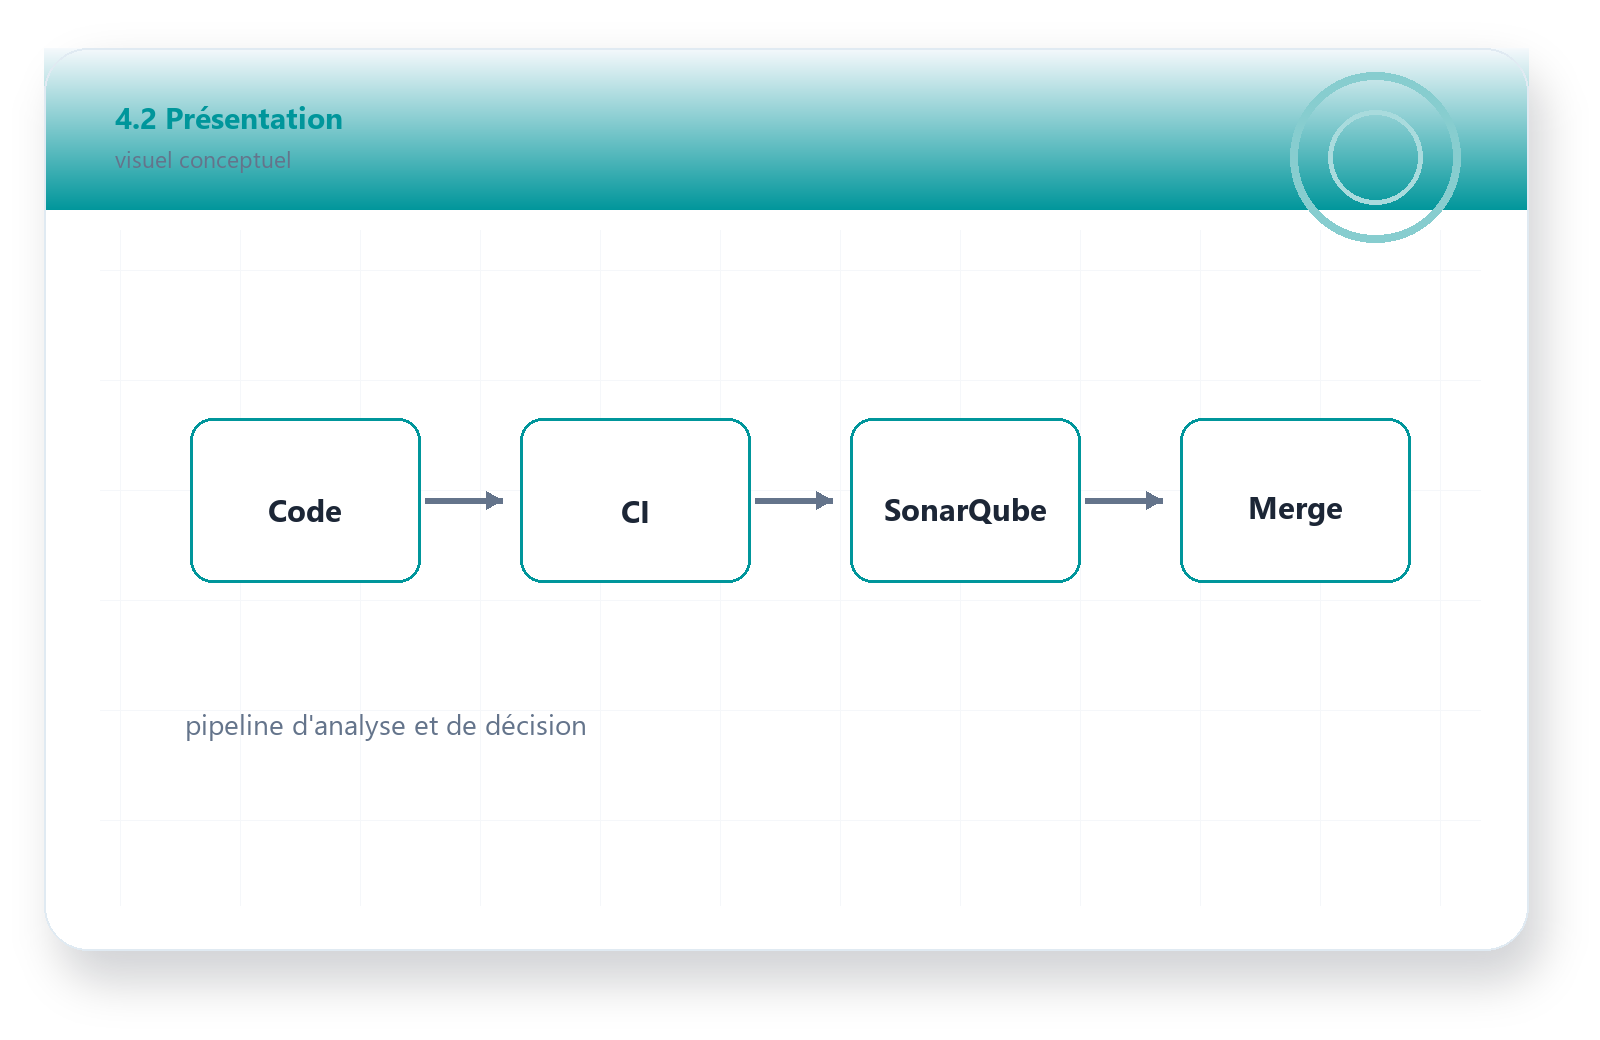 4.2 Présentation
visuel conceptuel
Code
CI
SonarQube
Merge
pipeline d'analyse et de décision